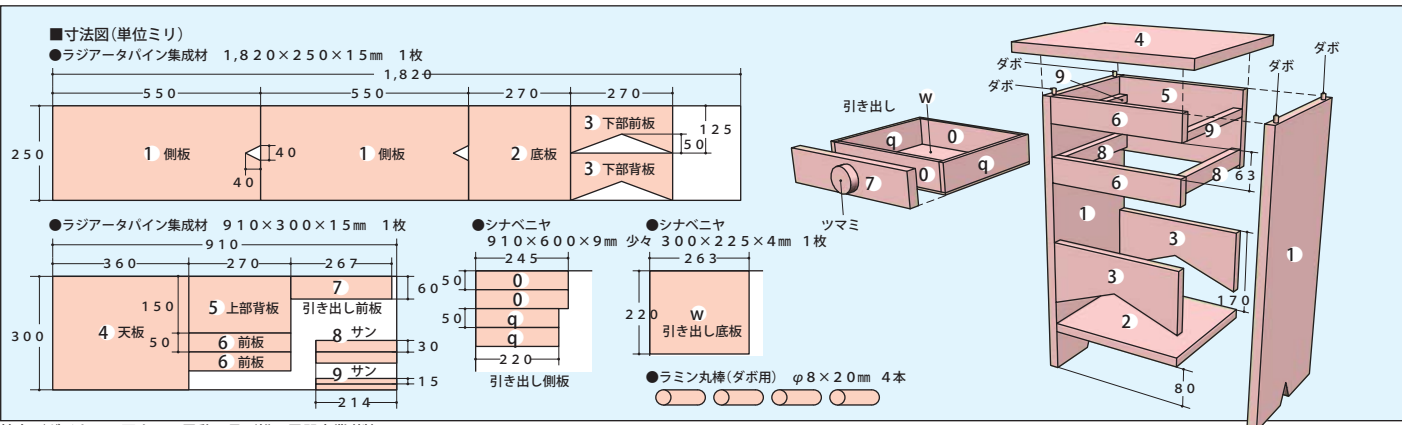 ■寸法図(単位ミリ)
●ラジアータパイン集成材 1,820×250×15㎜ 1枚
1,820
550 550 270 270
250
1 側板
40
40
1 側板
2 底板
3 下部前板
3 下部背板
50
125
●ラジアータパイン集成材 910×300×15㎜ 1枚
910
360 270 267
300
4 天板
150
50
5 上部背板
6 前板
6 前板
7
60
引き出し前板
8 サン
30
9 サン
15
214
●シナベニヤ
910×600×9㎜ 少々
245
50
0
0
50
q
q
220
引き出し側板
●シナベニヤ
300×225×4㎜ 1枚
263
220
w
引き出し底板
●ラミン丸棒(ダボ用) φ8×20㎜ 4本
引き出し
w
q
0
0
q
7
ツマミ
4
ダボ
ダボ
ダボ
ダボ
9
5
6
9
8
8
63
6
1
3
3
170
2
80
1